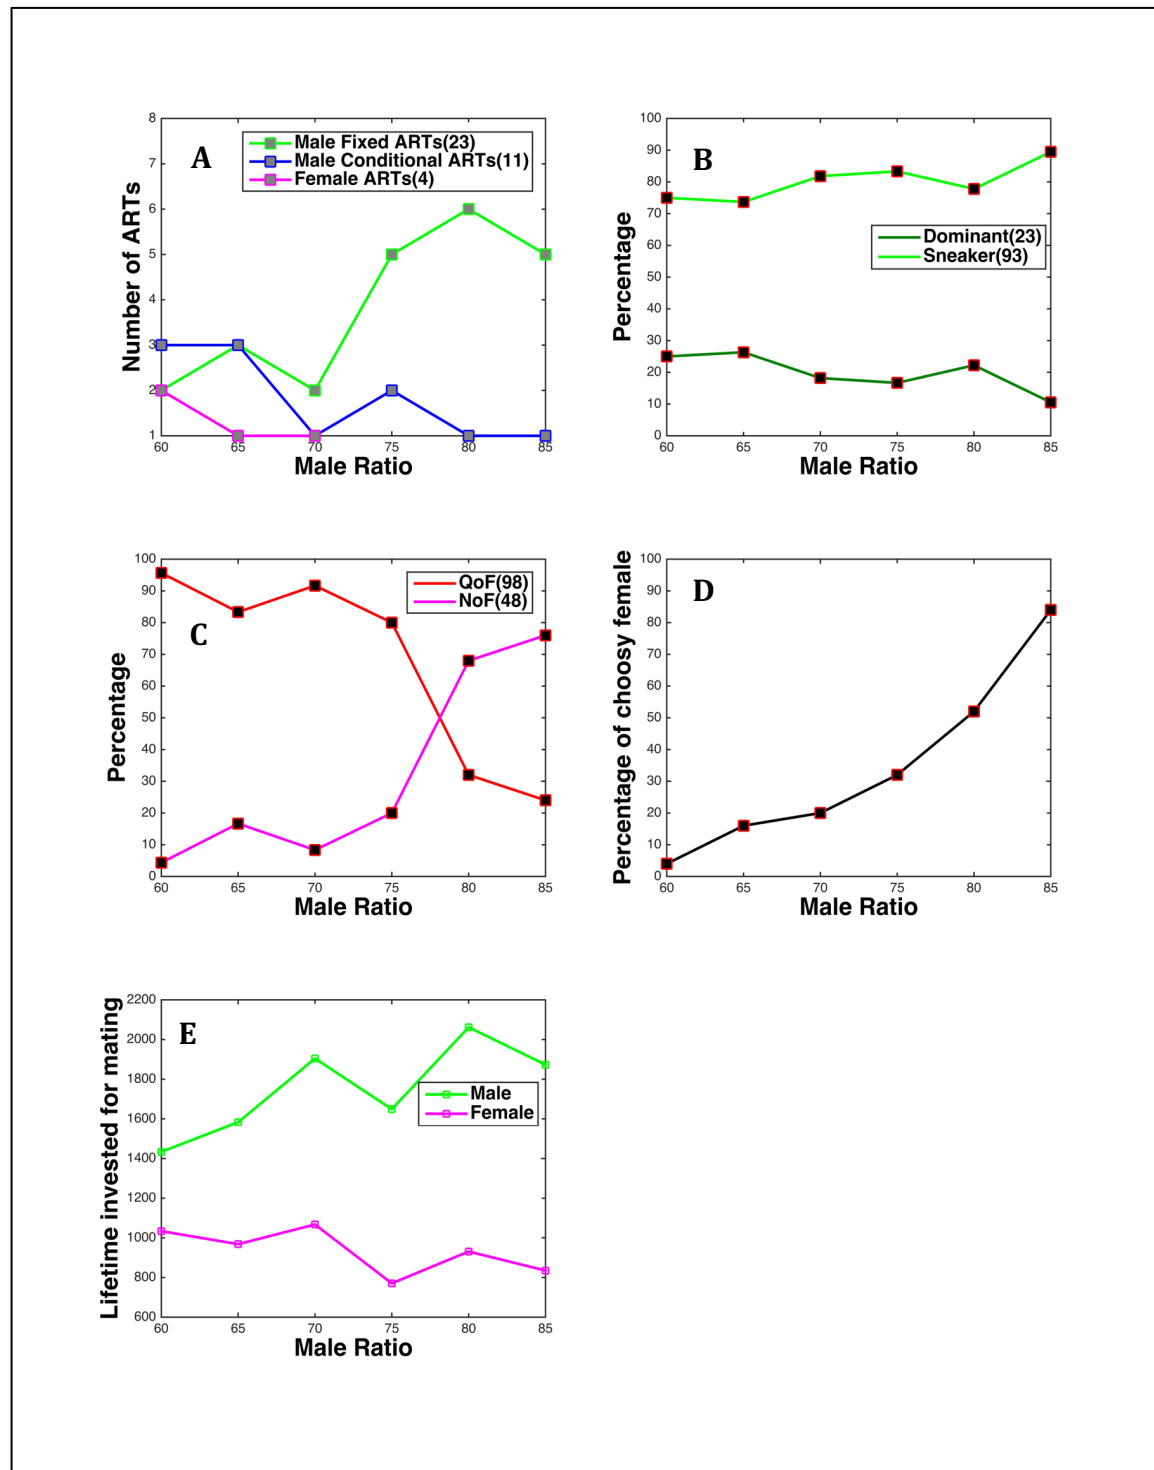 A
Male Fixed ARTs(23)
Male Conditional ARTs(11)
Female ARTs(4)
Number of ARTs
8
7
6
5
4
3
2
1
60 65 70 75 80 85
Male Ratio
B
Dominant(23)
Sneaker(93)
Percentage
100
90
80
70
60
50
40
30
20
10
0
60 65 70 75 80 85
Male Ratio
C
QoF(98)
NoF(48)
Percentage
100
90
80
70
60
50
40
30
20
10
0
60 65 70 75 80 85
Male Ratio
D
Percentage of choosy female
100
90
80
70
60
50
40
30
20
10
0
60 65 70 75 80 85
Male Ratio
E
Male
Female
Lifetime invested for mating
2200
2000
1800
1600
1400
1200
1000
800
600
60 65 70 75 80 85
Male Ratio